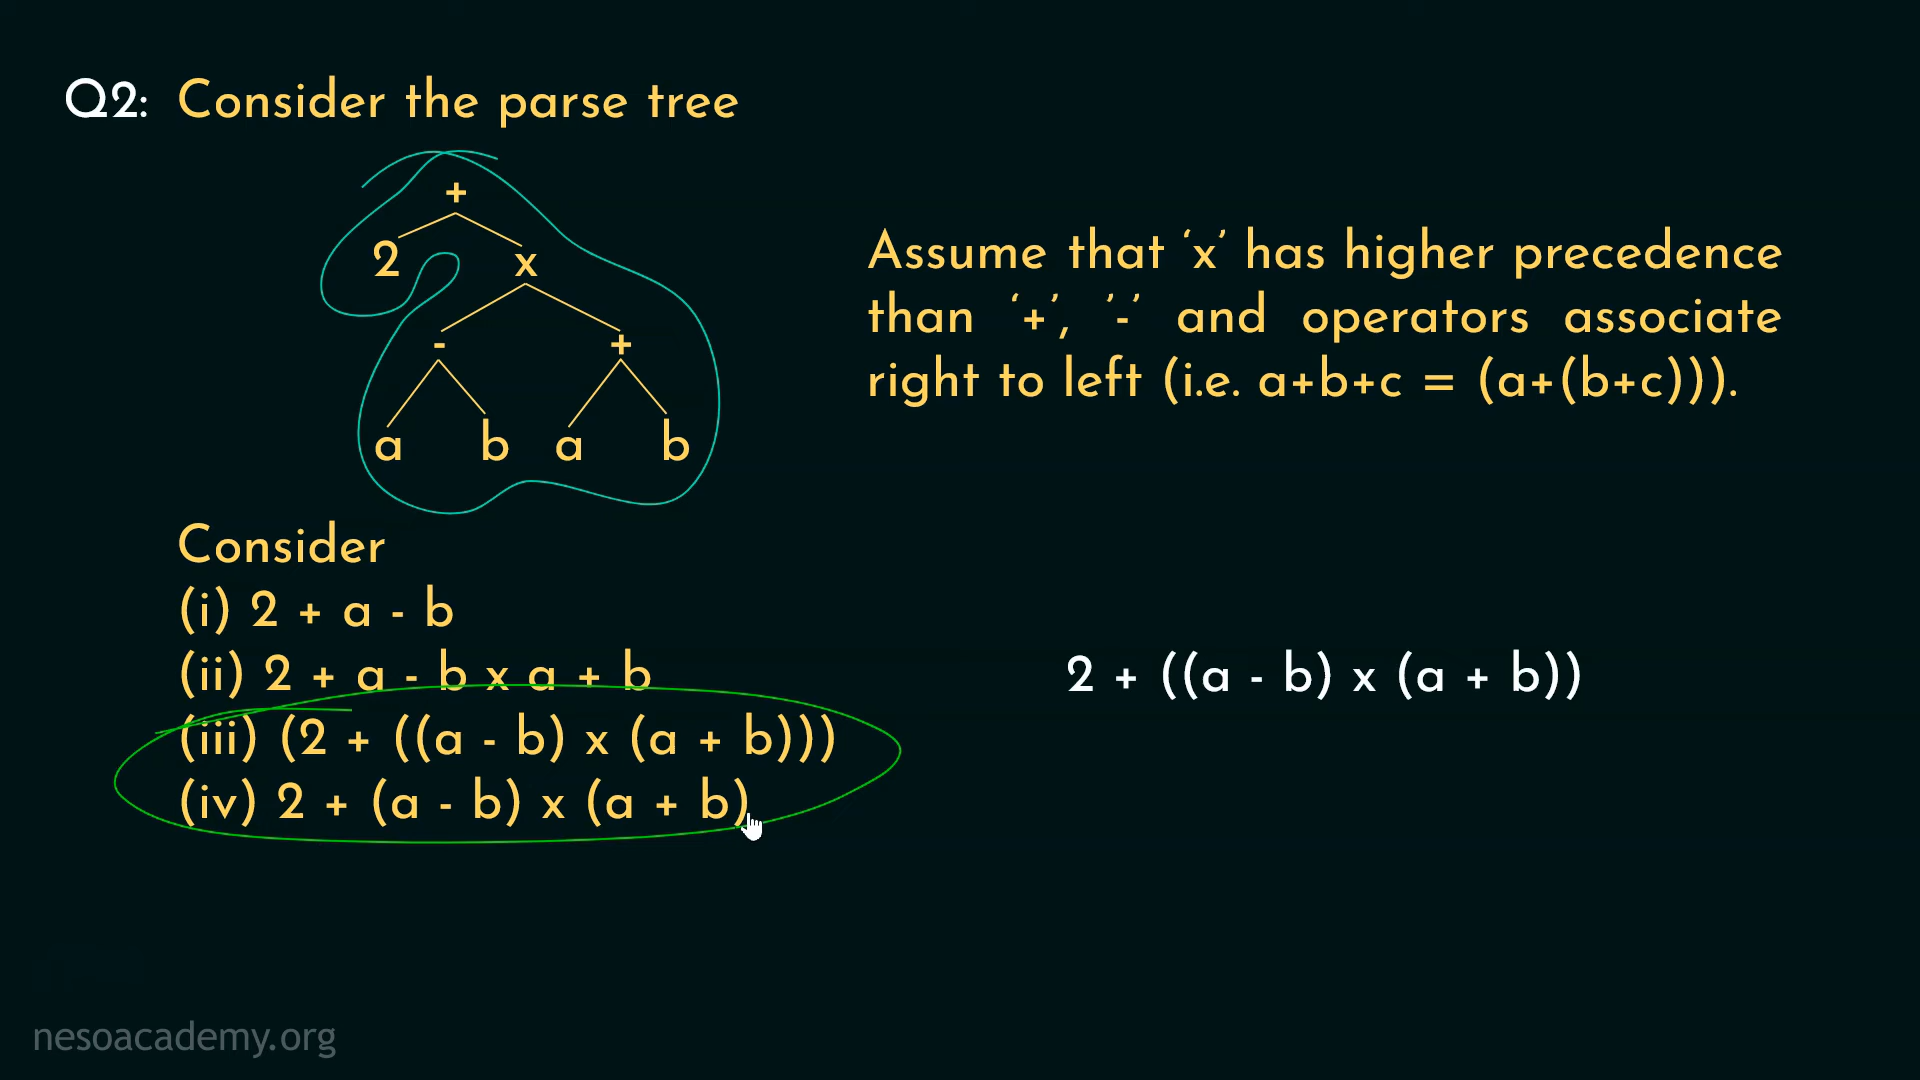 Q2: Consider the parse tree
+
2 x
- +
a b a b
Assume that ‘x’ has higher precedence
than ‘+’, ’-’ and operators associate
right to left (i.e. a+b+c = (a+(b+c))).
Consider
(i) 2 + a - b
(ii) 2 + a - b x a + b
(iii) (2 + ((a - b) x (a + b)))
(iv) 2 + (a - b) x (a + b)
2 + ((a - b) x (a + b))
nesoacademy.org